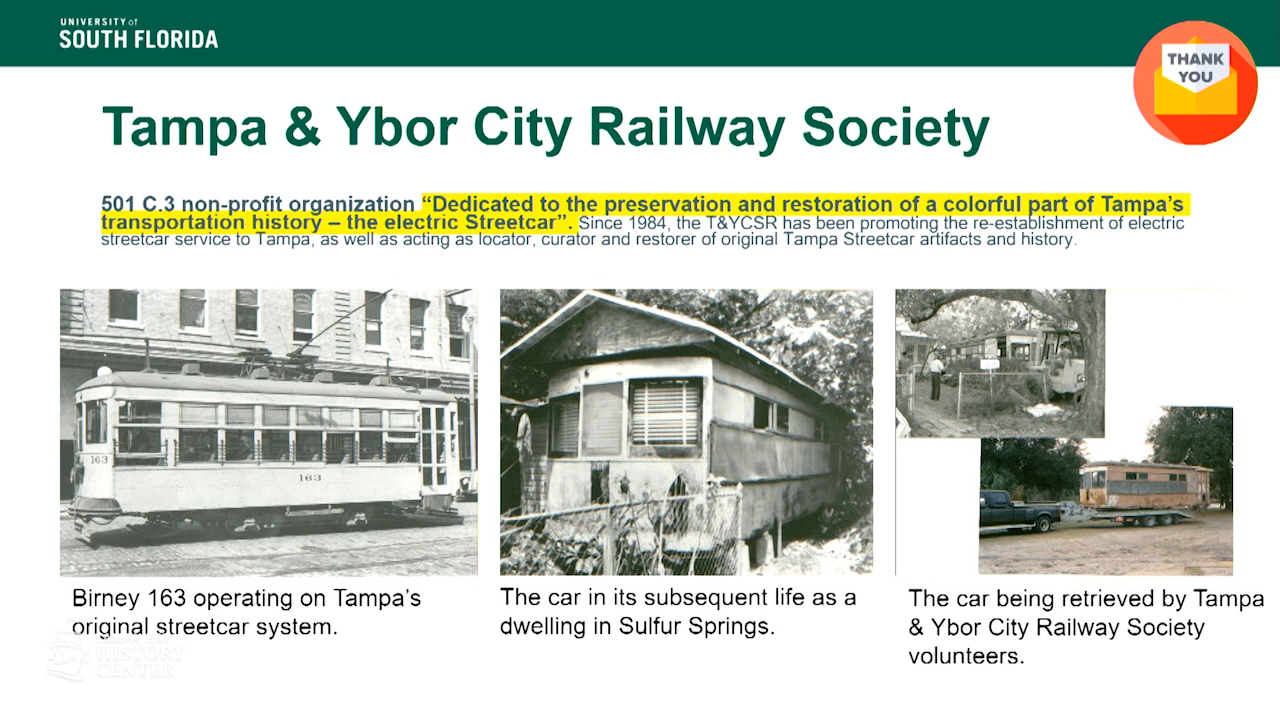 UNIVERSITY of
SOUTH FLORIDA
THANK
YOU
Tampa & Ybor City Railway Society
501 C.3 non-profit organization “Dedicated to the preservation and restoration of a colorful part of Tampa’s
transportation history – the electric Streetcar”. Since 1984, the T&YCSR has been promoting the re-establishment of electric
streetcar service to Tampa, as well as acting as locator, curator and restorer of original Tampa Streetcar artifacts and history.
163
163
Birney 163 operating on Tampa’s
original streetcar system.
The car in its subsequent life as a
dwelling in Sulfur Springs.
The car being retrieved by Tampa
& Ybor City Railway Society
volunteers.
HISTORY
CENTER